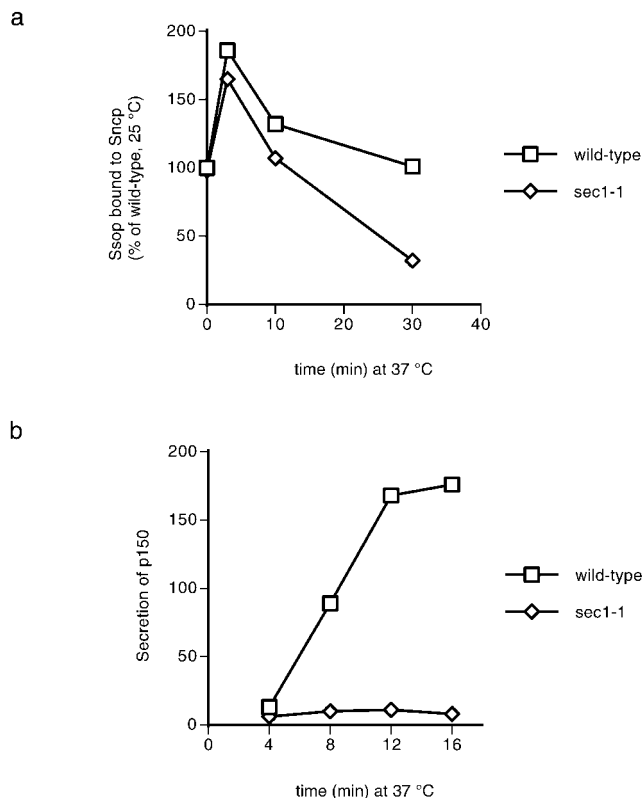 a
Ssop bound to Sncp
(% of wild-type, 25 °C)
200
150
100
50
0
0 10 20 30 40
time (min) at 37 °C
wild-type
sec1-1
b
Secretion of p150
200
150
100
50
0
0 4 8 12 16
time (min) at 37 °C
wild-type
sec1-1